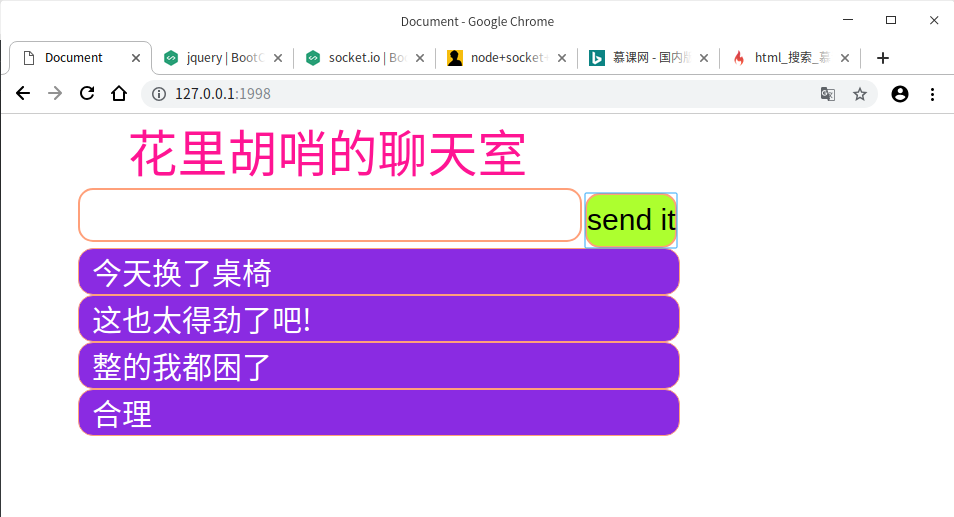 Document - Google Chrome
Document
jquery | Boot
socket.io | Bo
node+socket
慕课网 - 国内
html_搜索_慕
127.0.0.1:1998
花里胡哨的聊天室
send it
今天换了桌椅
这也太得劲了吧!
整的我都困了
合理